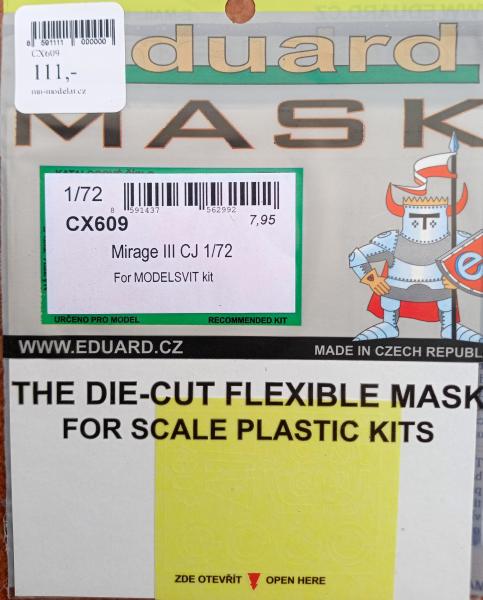 8 591111 000000
CX609
111,-
mn-modelar.cz
eduard
MASK
1/72
8 591437 562992
CX609
7,95
Mirage III CJ 1/72
For MODELSVIT kit
URČENO PRO MODEL
RECOMMENDED KIT
e
WWW.EDUARD.CZ
MADE IN CZECH REPUBL
THE DIE-CUT FLEXIBLE MASK
FOR SCALE PLASTIC KITS
ZDE OTEVŘÍT OPEN HERE